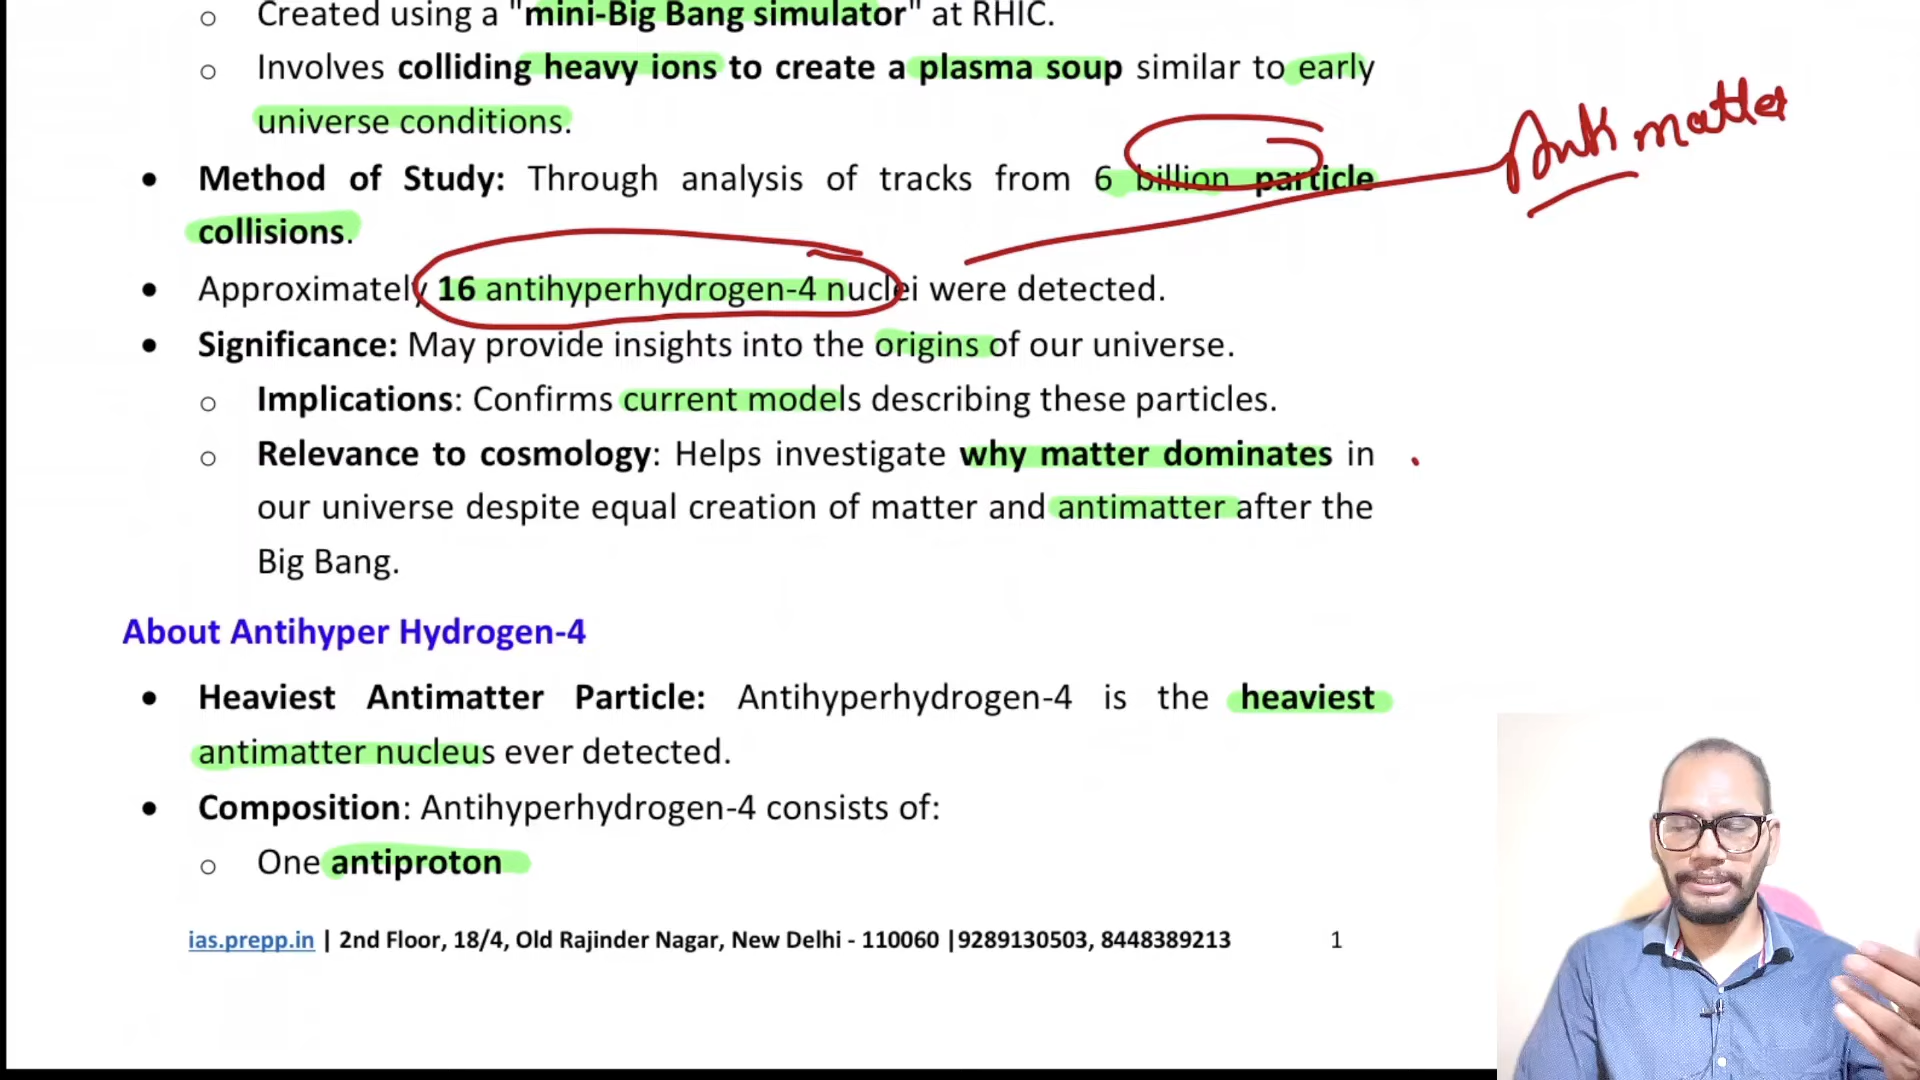 ○ Created using a "mini-Big Bang simulator" at RHIC.
○ Involves colliding heavy ions to create a plasma soup similar to early
universe conditions.
• Method of Study: Through analysis of tracks from 6 billion particle
collisions.
• Approximately 16 antihyperhydrogen-4 nuclei were detected.
• Significance: May provide insights into the origins of our universe.
○ Implications: Confirms current models describing these particles.
○ Relevance to cosmology: Helps investigate why matter dominates in
our universe despite equal creation of matter and antimatter after the
Big Bang.
Anti matter
About Antihyper Hydrogen-4
• Heaviest Antimatter Particle: Antihyperhydrogen-4 is the heaviest
antimatter nucleus ever detected.
• Composition: Antihyperhydrogen-4 consists of:
○ One antiproton
ias.prepp.in | 2nd Floor, 18/4, Old Rajinder Nagar, New Delhi - 110060 |9289130503, 8448389213 1